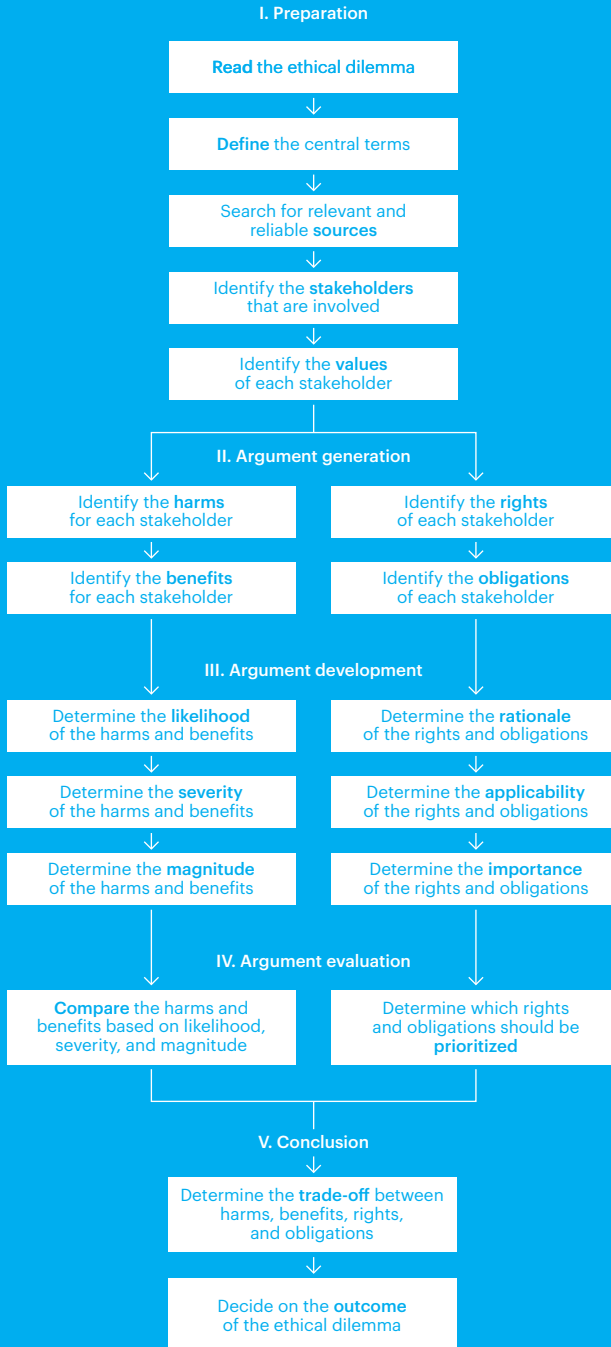 I. Preparation
Read the ethical dilemma
Define the central terms
Search for relevant and
reliable sources
Identify the stakeholders
that are involved
Identify the values
of each stakeholder
II. Argument generation
Identify the harms
for each stakeholder
Identify the rights
of each stakeholder
Identify the benefits
for each stakeholder
Identify the obligations
of each stakeholder
III. Argument development
Determine the likelihood
of the harms and benefits
Determine the rationale
of the rights and obligations
Determine the severity
of the harms and benefits
Determine the applicability
of the rights and obligations
Determine the magnitude
of the harms and benefits
Determine the importance
of the rights and obligations
IV. Argument evaluation
Compare the harms and
benefits based on likelihood,
severity, and magnitude
Determine which rights
and obligations should be
prioritized
V. Conclusion
Determine the trade-off between
harms, benefits, rights,
and obligations
Decide on the outcome
of the ethical dilemma